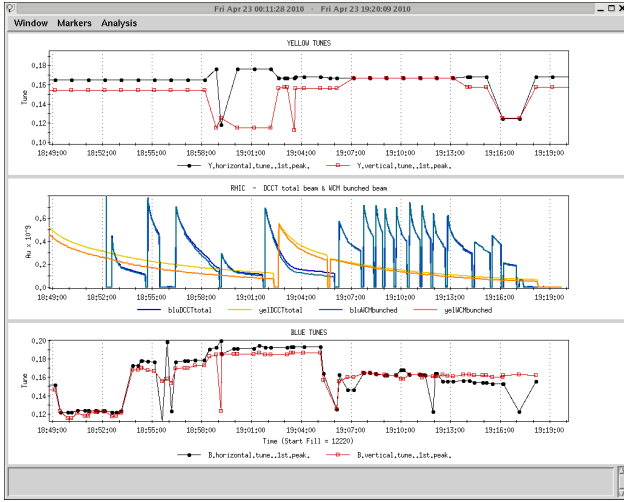 Fri Apr 23 00:11:28 2010 - Fri Apr 23 19:20:09 2010
Window Markers Analysis
YELLOW TUNES
0,18
0,16
0,14
0,12
0,10
Tune
18:49:00 18:52:00 18:55:00 18:58:00 19:01:00 19:04:00 19:07:00 19:10:00 19:13:00 19:16:00 19:19:00
Y.horizontal.tune..1st.peak. Y.vertical.tune..1st.peak.
RHIC - DCCT total beam & WCM bunched beam
0,6
0,4
0,2
0,0
Au x 10^9
18:49:00 18:52:00 18:55:00 18:58:00 19:01:00 19:04:00 19:07:00 19:10:00 19:13:00 19:16:00 19:19:00
bluDCCTtotal yelDCCTtotal bluWCMbunched yelWCMbunched
BLUE TUNES
0,20
0,18
0,16
0,14
0,12
Tune
18:49:00 18:52:00 18:55:00 18:58:00 19:01:00 19:04:00 19:07:00 19:10:00 19:13:00 19:16:00 19:19:00
Time (Start Fill = 12220)
B.horizontal.tune..1st.peak. B.vertical.tune..1st.peak.